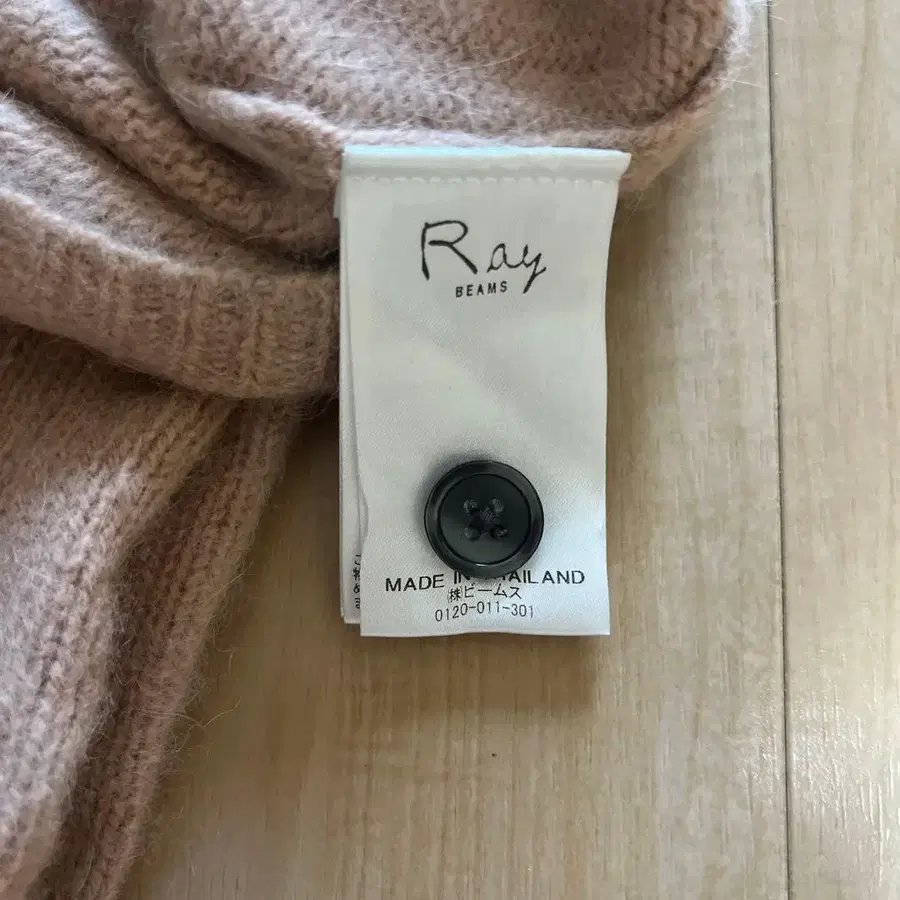 Ray
BEAMS
MADE IN THAILAND
㈱ビームス
0120-011-301